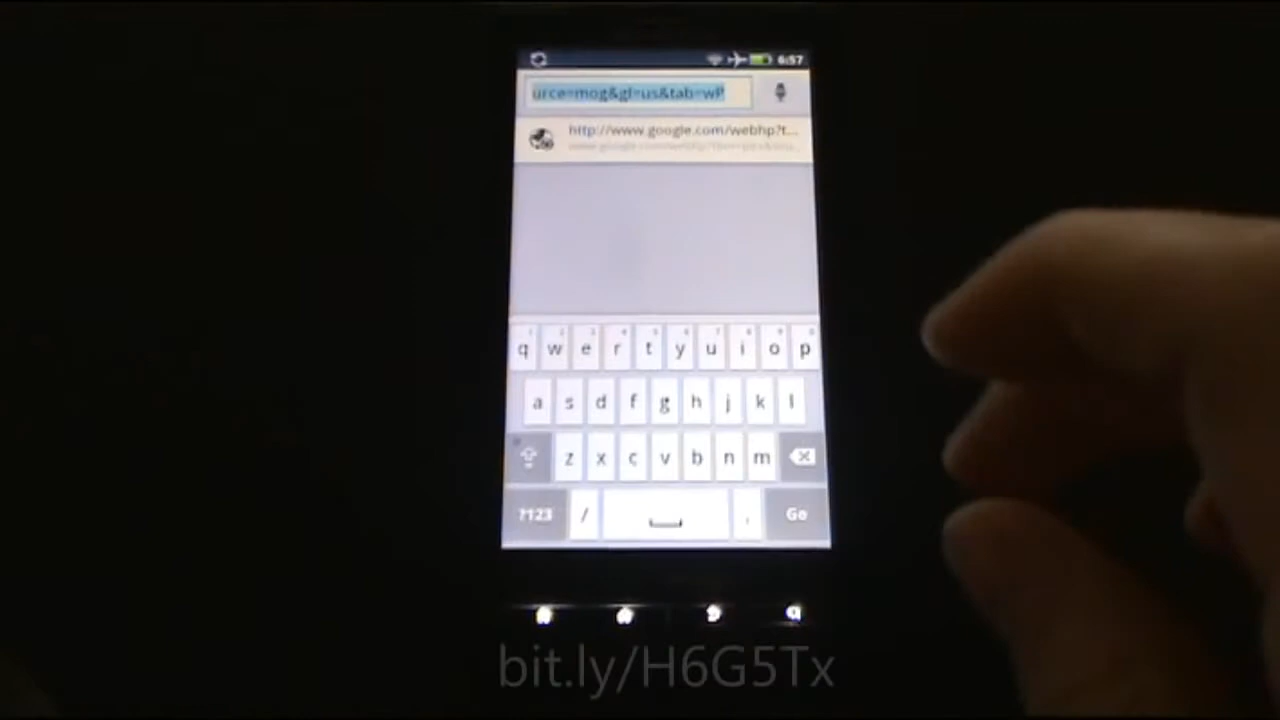 6:57
urce=mog&gl=us&tab=wP
http://www.google.com/webhp?t...
q w e r t y u i o p
a s d f g h j k l
z x c v b n m
?123 / . Go
bit.ly/H6G5Tx